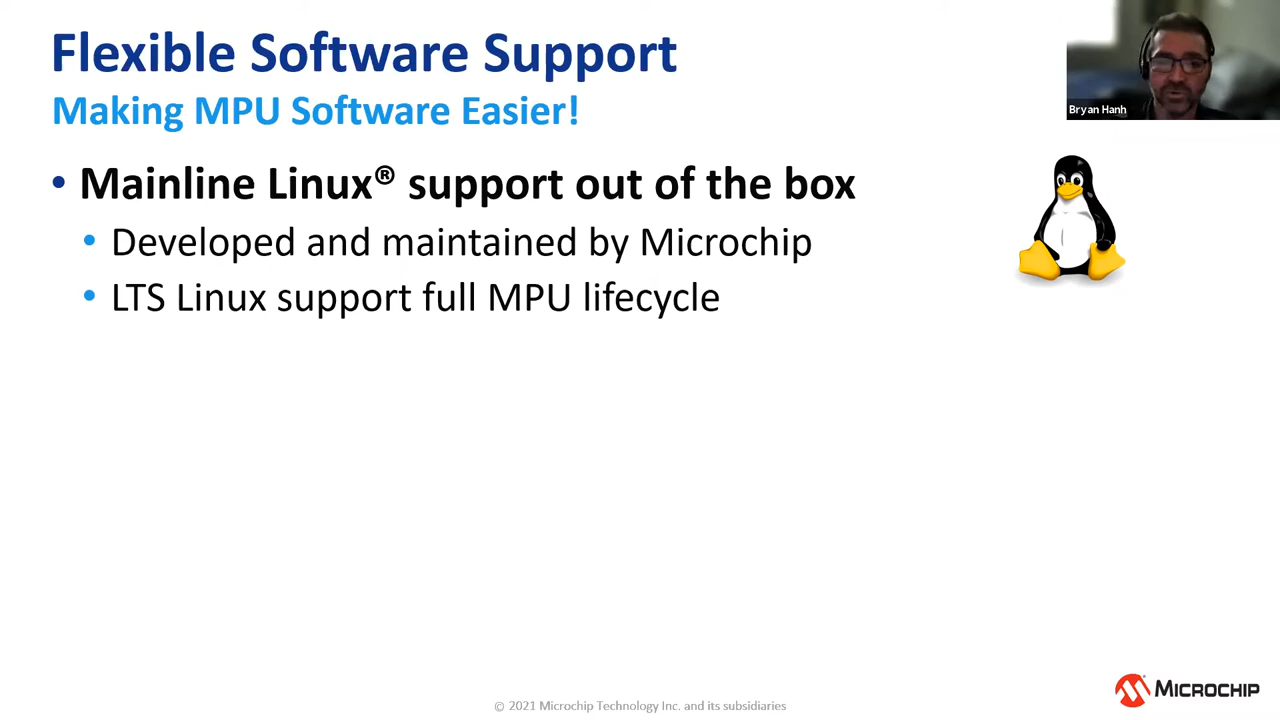 Flexible Software Support
Making MPU Software Easier!
Bryan Hanh
• Mainline Linux® support out of the box
• Developed and maintained by Microchip
• LTS Linux support full MPU lifecycle
© 2021 Microchip Technology Inc. and its subsidiaries
MICROCHIP